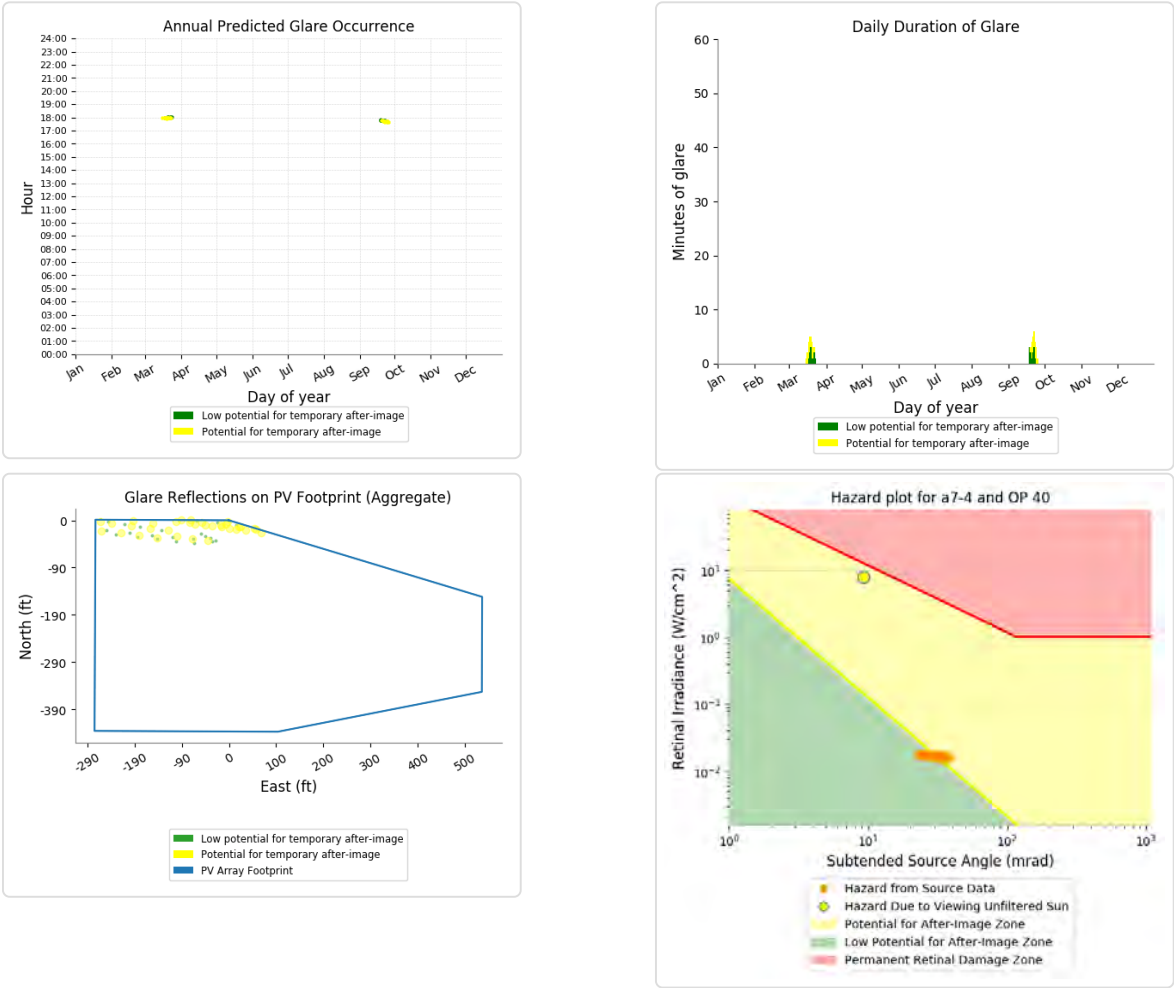 Annual Predicted Glare Occurrence
24:00
23:00
22:00
21:00
20:00
19:00
18:00
17:00
16:00
15:00
14:00
13:00
12:00
11:00
10:00
09:00
08:00
07:00
06:00
05:00
04:00
03:00
02:00
01:00
00:00
Hour
Jan Feb Mar Apr May Jun Jul Aug Sep Oct Nov Dec
Day of year
Low potential for temporary after-image
Potential for temporary after-image
Daily Duration of Glare
60
50
40
30
20
10
0
Minutes of glare
Jan Feb Mar Apr May Jun Jul Aug Sep Oct Nov Dec
Day of year
Low potential for temporary after-image
Potential for temporary after-image
Glare Reflections on PV Footprint (Aggregate)
0
-90
-190
-290
-390
North (ft)
-290 -190 -90 0 100 200 300 400 500
East (ft)
Low potential for temporary after-image
Potential for temporary after-image
PV Array Footprint
Hazard plot for a7-4 and OP 40
10^1
10^0
10^-1
10^-2
Retinal Irradiance (W/cm^2)
10^0 10^1 10^2 10^3
Subtended Source Angle (mrad)
Hazard from Source Data
Hazard Due to Viewing Unfiltered Sun
Potential for After-Image Zone
Low Potential for After-Image Zone
Permanent Retinal Damage Zone